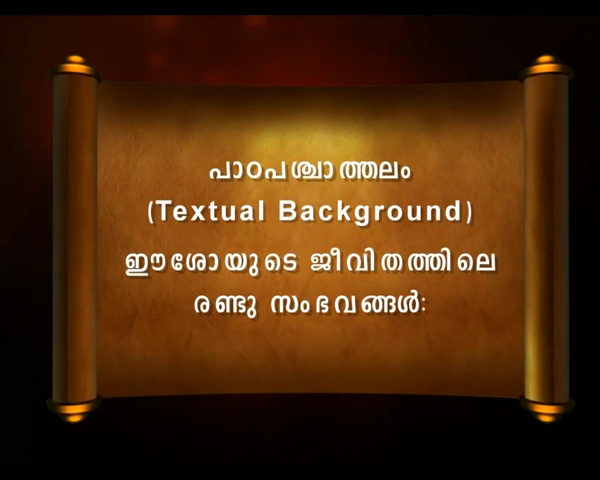 പാഠപശ്ചാത്തലം
(Textual Background)
ഈശോയുടെ ജീവിതത്തിലെ
രണ്ടു സംഭവങ്ങൾ: